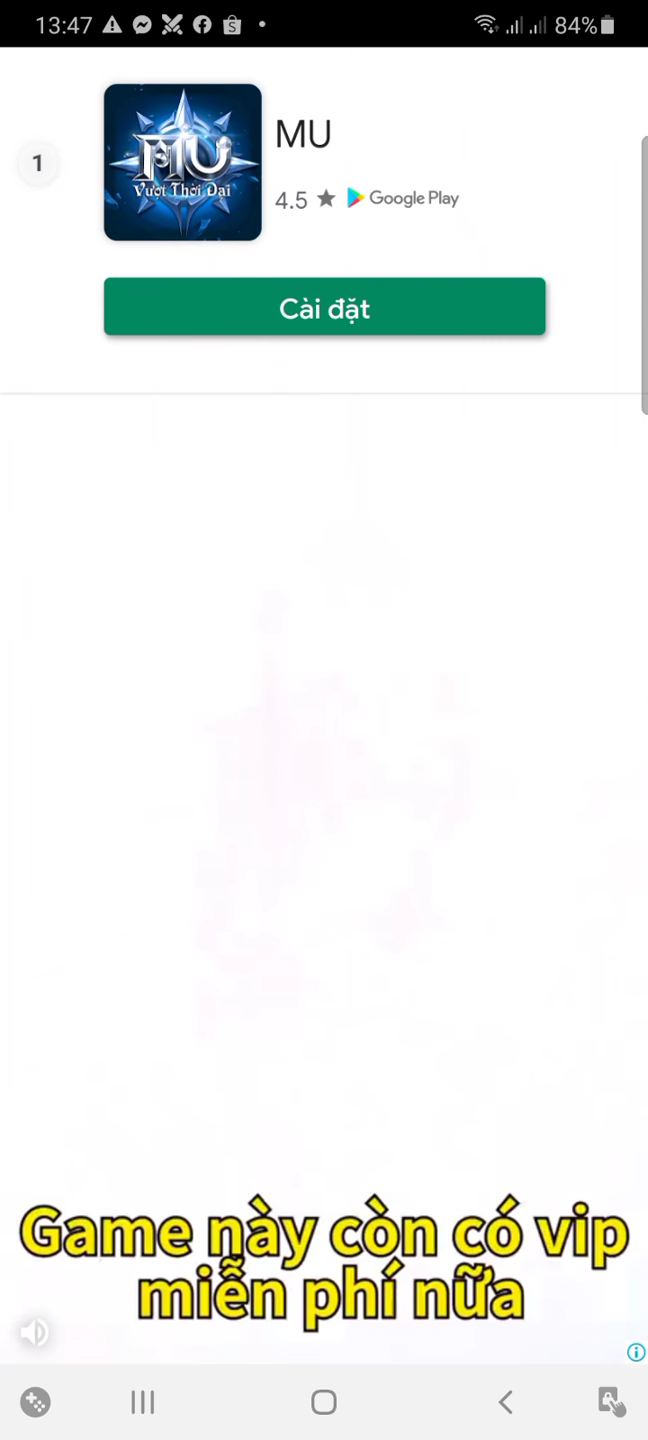 13:47
84%
1
MU
Vượt Thời Đại
MU
4.5 ★ Google Play
Cài đặt
Game này còn có vip
miễn phí nữa